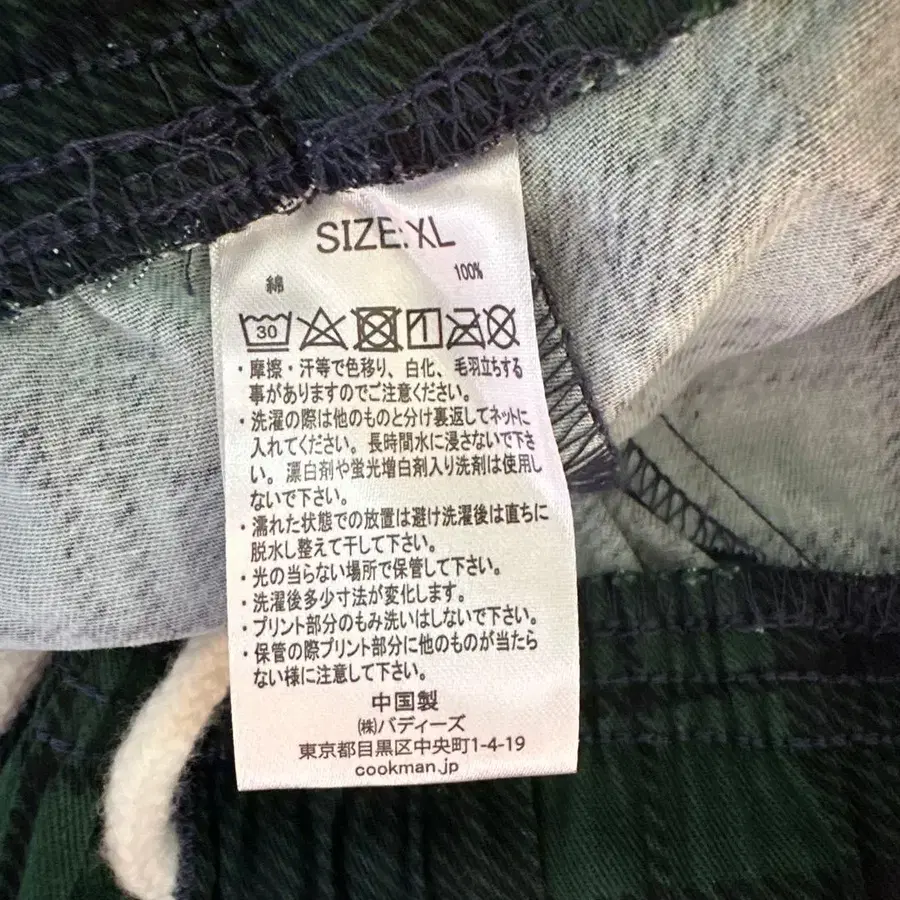 SIZE:XL
綿 100%
30
・摩擦・汗等で色移り、白化、毛羽立ちする
事がありますのでご注意ください。
・洗濯の際は他のものと分け裏返してネットに
入れてください。長時間水に浸さないで下さ
い。漂白剤や蛍光増白剤入り洗剤は使用し
ないで下さい。
・濡れた状態での放置は避け洗濯後は直ちに
脱水し整えて干して下さい。
・光の当らない場所で保管して下さい。
・洗濯後多少寸法が変化します。
・プリント部分のもみ洗いはしないで下さい。
・保管の際プリント部分に他のものが当たら
ない様に注意して下さい。
中国製
㈱バディーズ
東京都目黒区中央町1-4-19
cookman.jp